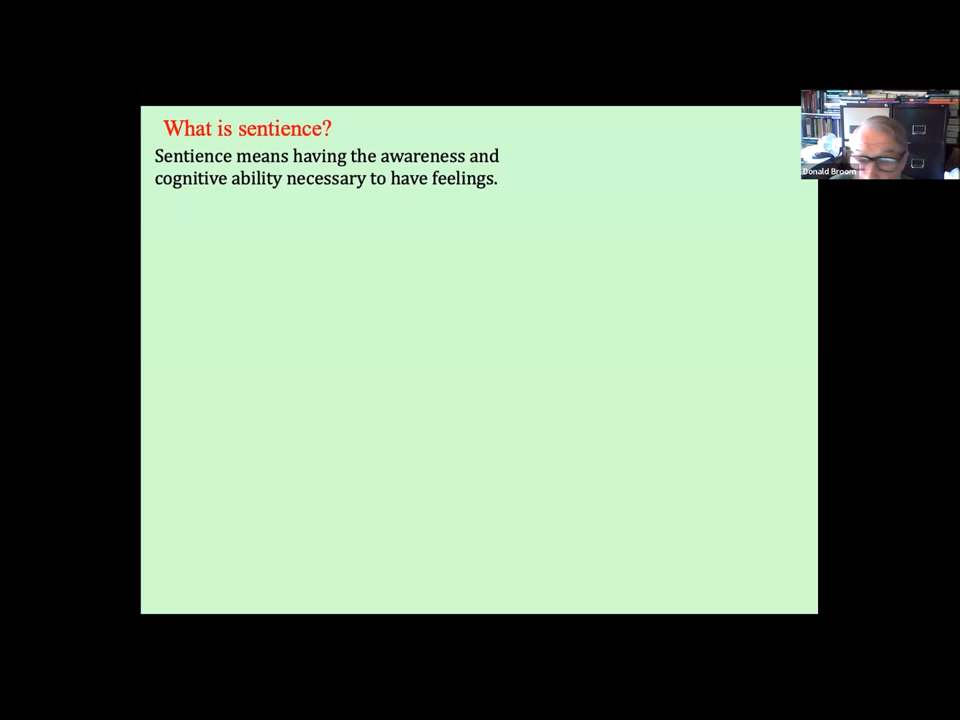 What is sentience?
Sentience means having the awareness and
cognitive ability necessary to have feelings.
Donald Broom